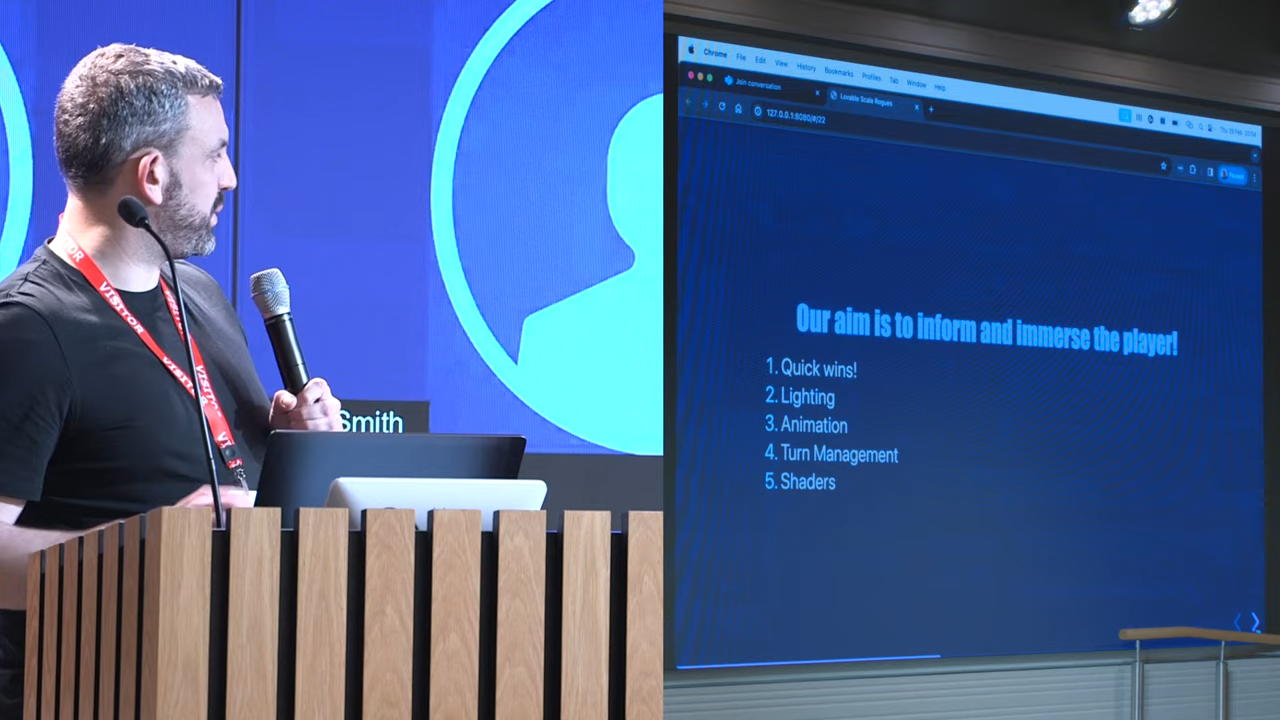 VISITOR
VISITOR
Smith
Chrome File Edit View History Bookmarks Profiles Tab Window Help
Join conversation
Lovable Scala Rogues
127.0.0.1:8080/#/22
Our aim is to inform and immerse the player!
1. Quick wins!
2. Lighting
3. Animation
4. Turn Management
5. Shaders